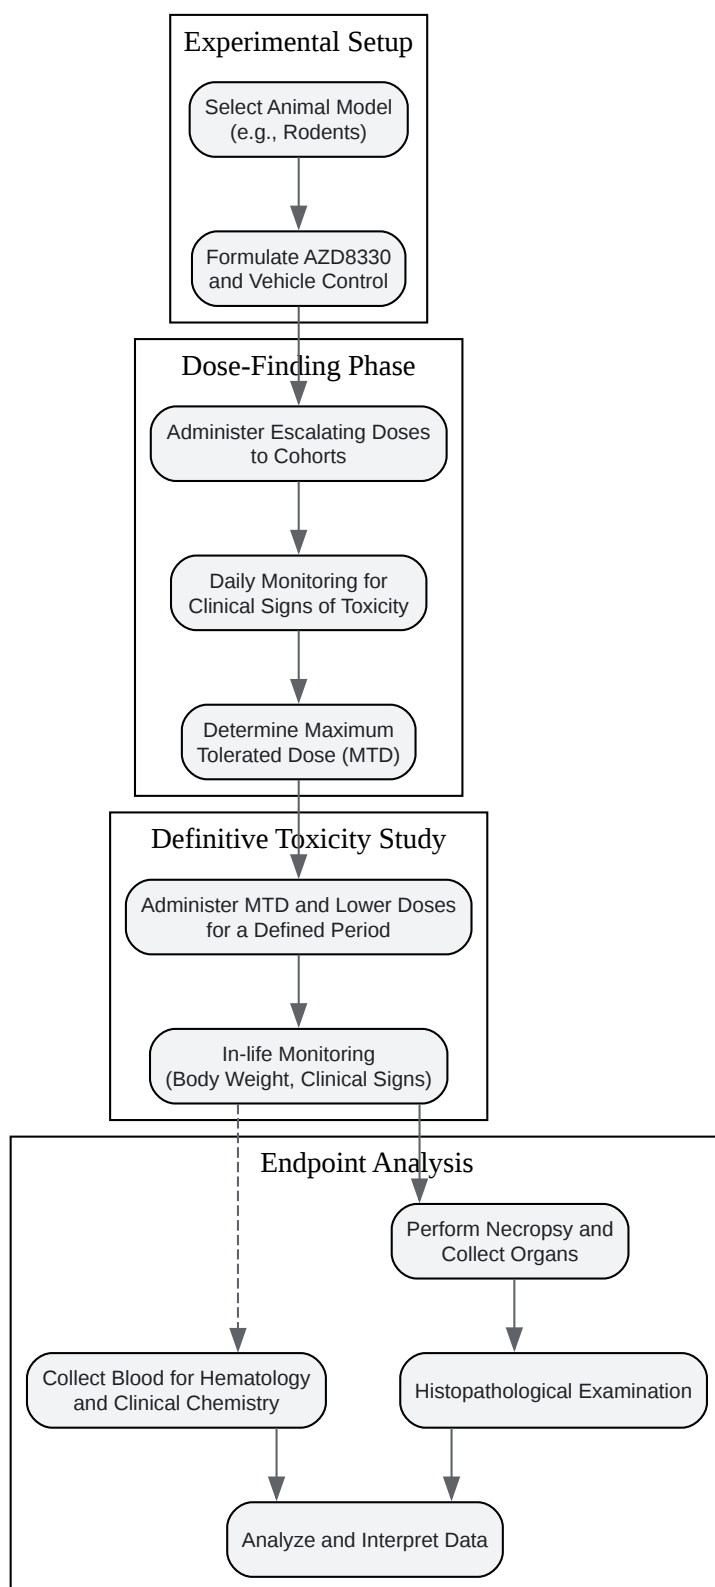 Experimental Setup
Select Animal Model
(e.g., Rodents)
Formulate AZD8330
and Vehicle Control
Dose-Finding Phase
Administer Escalating Doses
to Cohorts
Daily Monitoring for
Clinical Signs of Toxicity
Determine Maximum
Tolerated Dose (MTD)
Definitive Toxicity Study
Administer MTD and Lower Doses
for a Defined Period
In-life Monitoring
(Body Weight, Clinical Signs)
Endpoint Analysis
Perform Necropsy and
Collect Organs
Collect Blood for Hematology
and Clinical Chemistry
Histopathological Examination
Analyze and Interpret Data